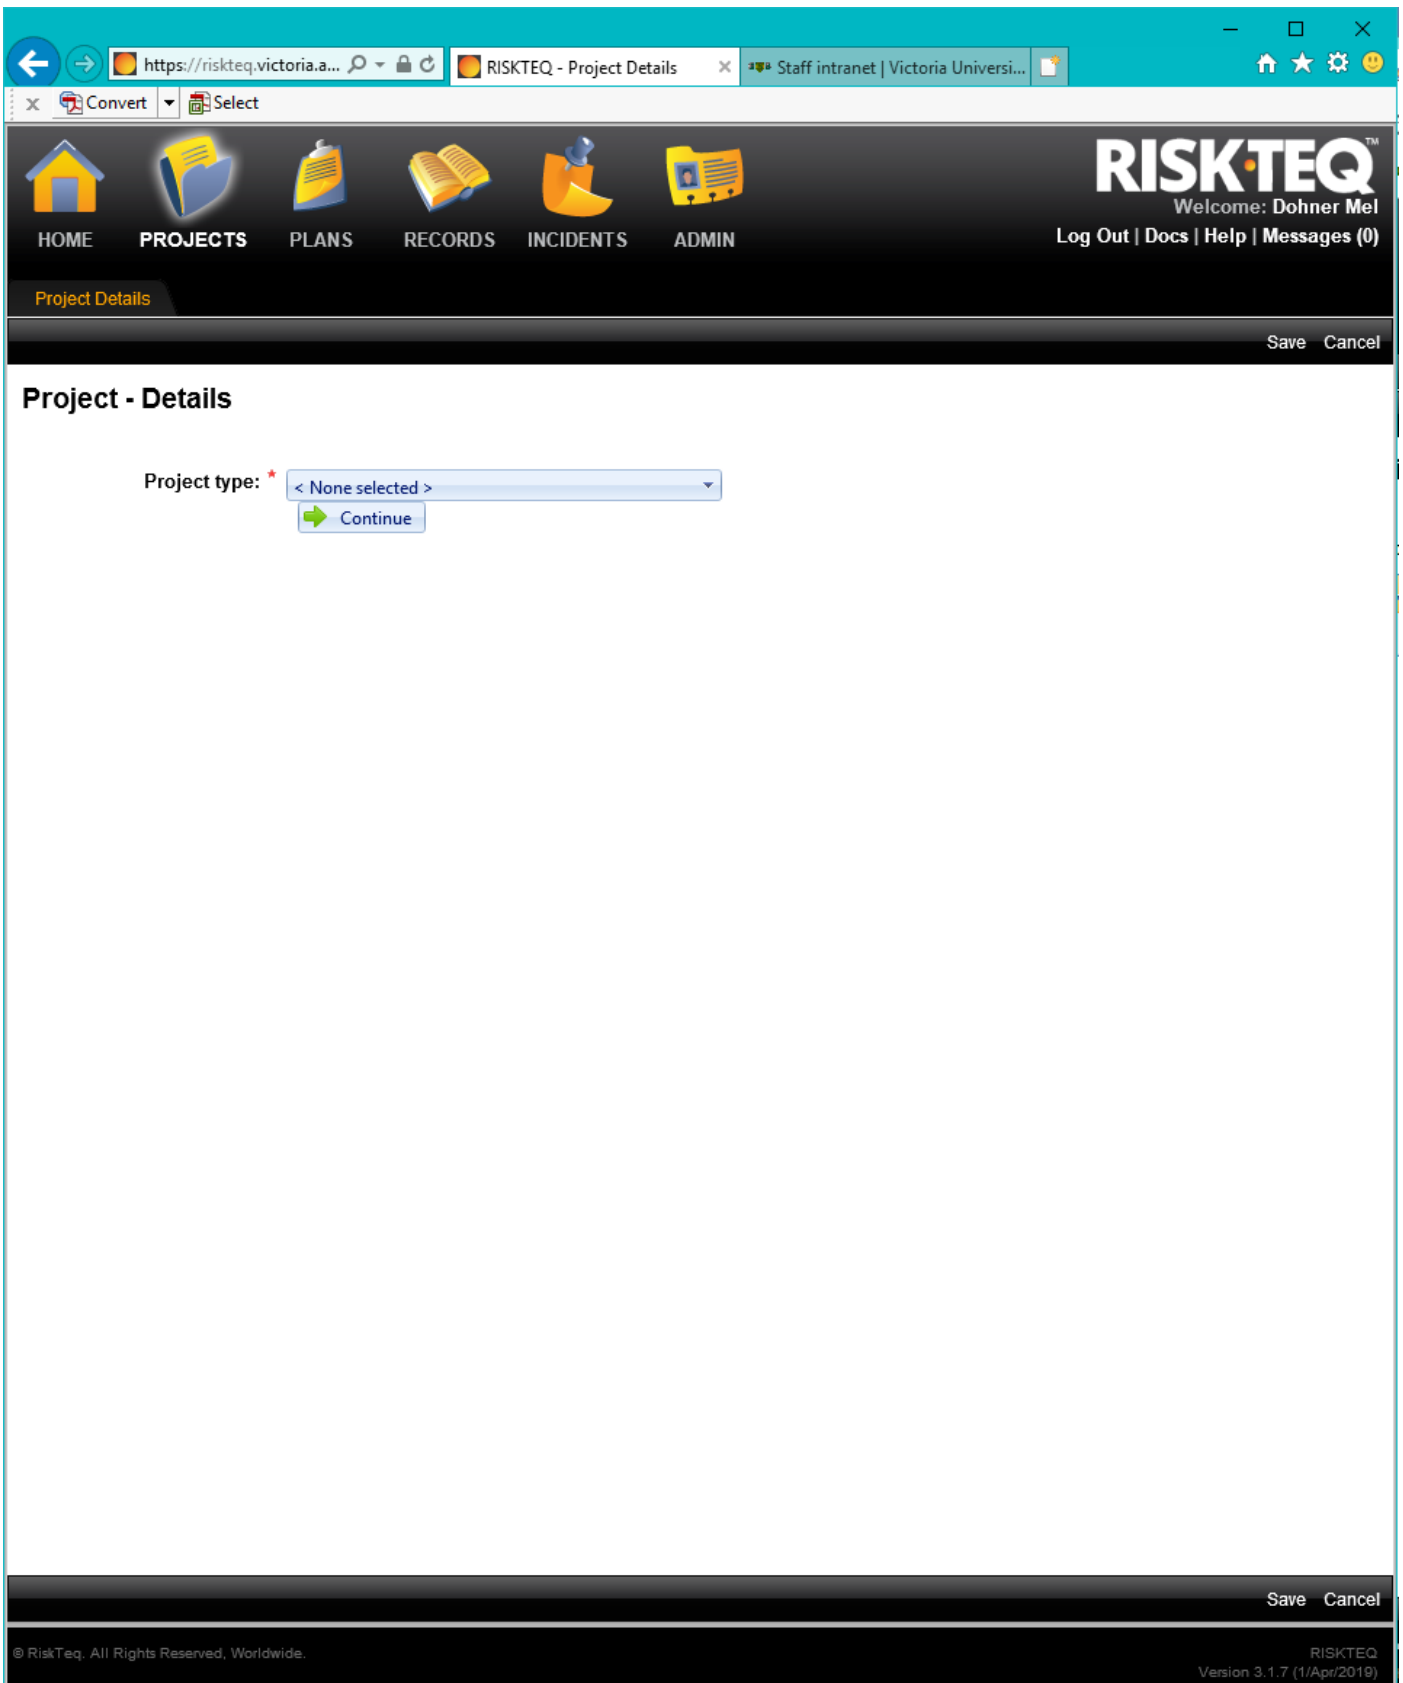 https://riskteq.victoria.a...
RISKTEQ - Project Details
Staff intranet | Victoria Universi...
Convert
Select
RISK·TEQ™
Welcome: Dohner Mel
HOME
PROJECTS
PLANS
RECORDS
INCIDENTS
ADMIN
Log Out | Docs | Help | Messages (0)
Project Details
Save Cancel
Project - Details
Project type: *
< None selected >
Continue
Save Cancel
© RiskTeq. All Rights Reserved, Worldwide.
RISKTEQ
Version 3.1.7 (1/Apr/2019)